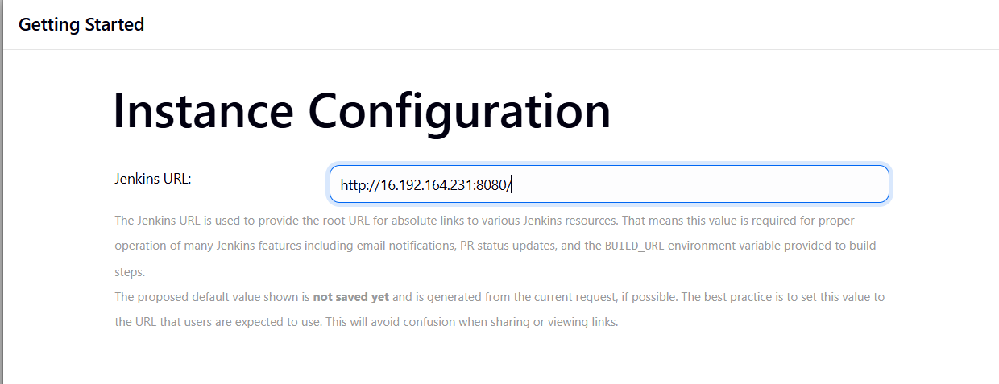 Getting Started
Instance Configuration
Jenkins URL:
http://16.192.164.231:8080/
The Jenkins URL is used to provide the root URL for absolute links to various Jenkins resources. That means this value is required for proper
operation of many Jenkins features including email notifications, PR status updates, and the BUILD_URL environment variable provided to build
steps.
The proposed default value shown is not saved yet and is generated from the current request, if possible. The best practice is to set this value to
the URL that users are expected to use. This will avoid confusion when sharing or viewing links.